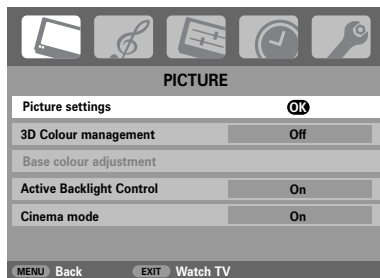 PICTURE
Picture settings OK
3D Colour management Off
Base colour adjustment
Active Backlight Control On
Cinema mode On
MENU Back EXIT Watch TV